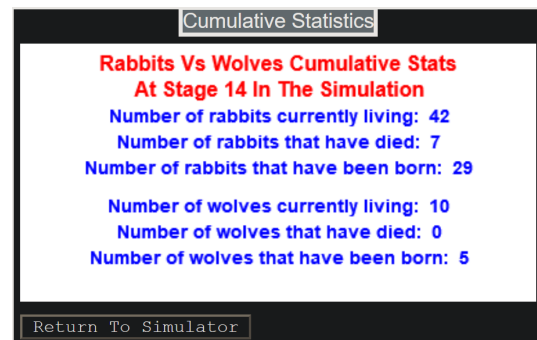 Cumulative Statistics
Rabbits Vs Wolves Cumulative Stats
At Stage 14 In The Simulation
Number of rabbits currently living: 42
Number of rabbits that have died: 7
Number of rabbits that have been born: 29
Number of wolves currently living: 10
Number of wolves that have died: 0
Number of wolves that have been born: 5
Return To Simulator